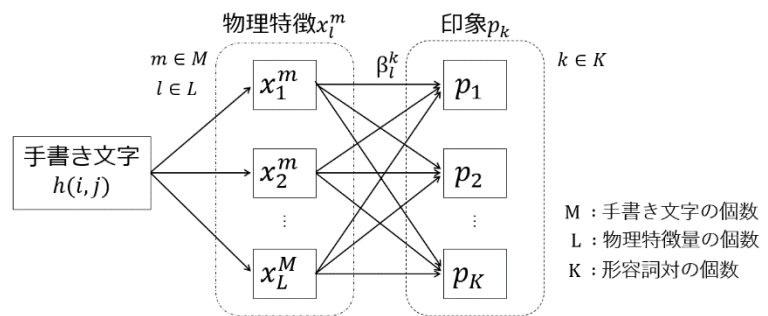 物理特徴x_l^m
印象p_k
m ∈ M
l ∈ L
β_l^k
k ∈ K
x_1^m
p_1
手書き文字
h(i, j)
x_2^m
p_2
⋮
⋮
x_L^M
p_K
M ：手書き文字の個数
L ：物理特徴量の個数
K ：形容詞対の個数